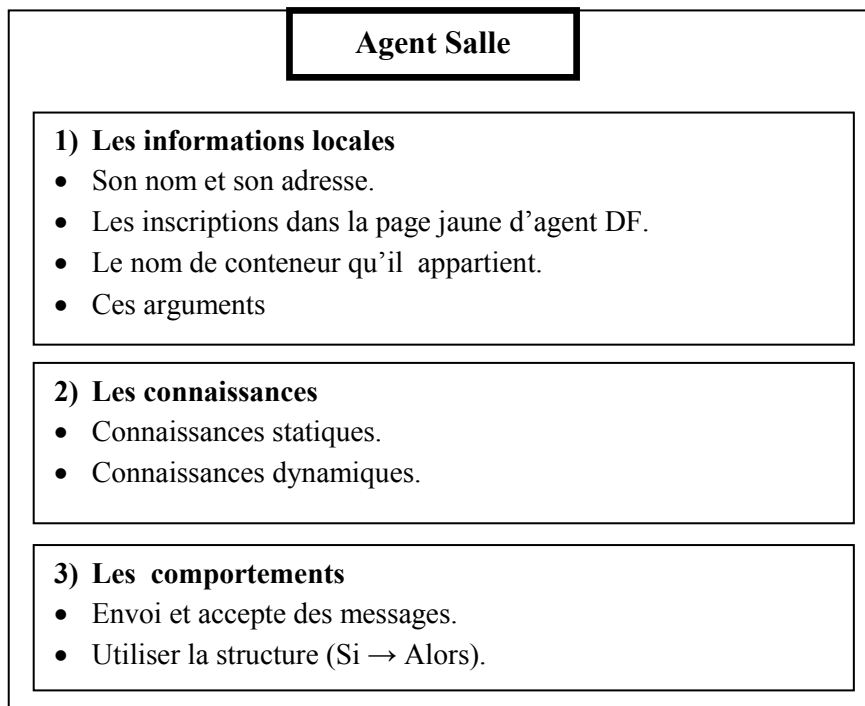 Agent Salle
1) Les informations locales
• Son nom et son adresse.
• Les inscriptions dans la page jaune d’agent DF.
• Le nom de conteneur qu’il appartient.
• Ces arguments
2) Les connaissances
• Connaissances statiques.
• Connaissances dynamiques.
3) Les comportements
• Envoi et accepte des messages.
• Utiliser la structure (Si → Alors).